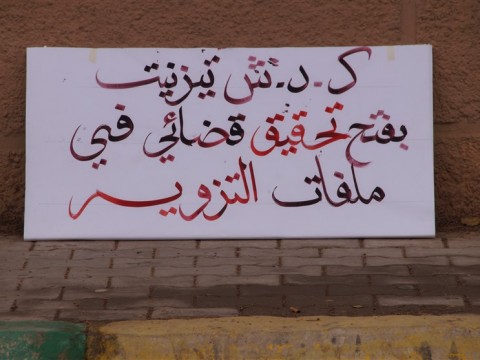 ك.د.ش تيزنيت
بفتح تحقيق قضائي في
ملفات التزوير